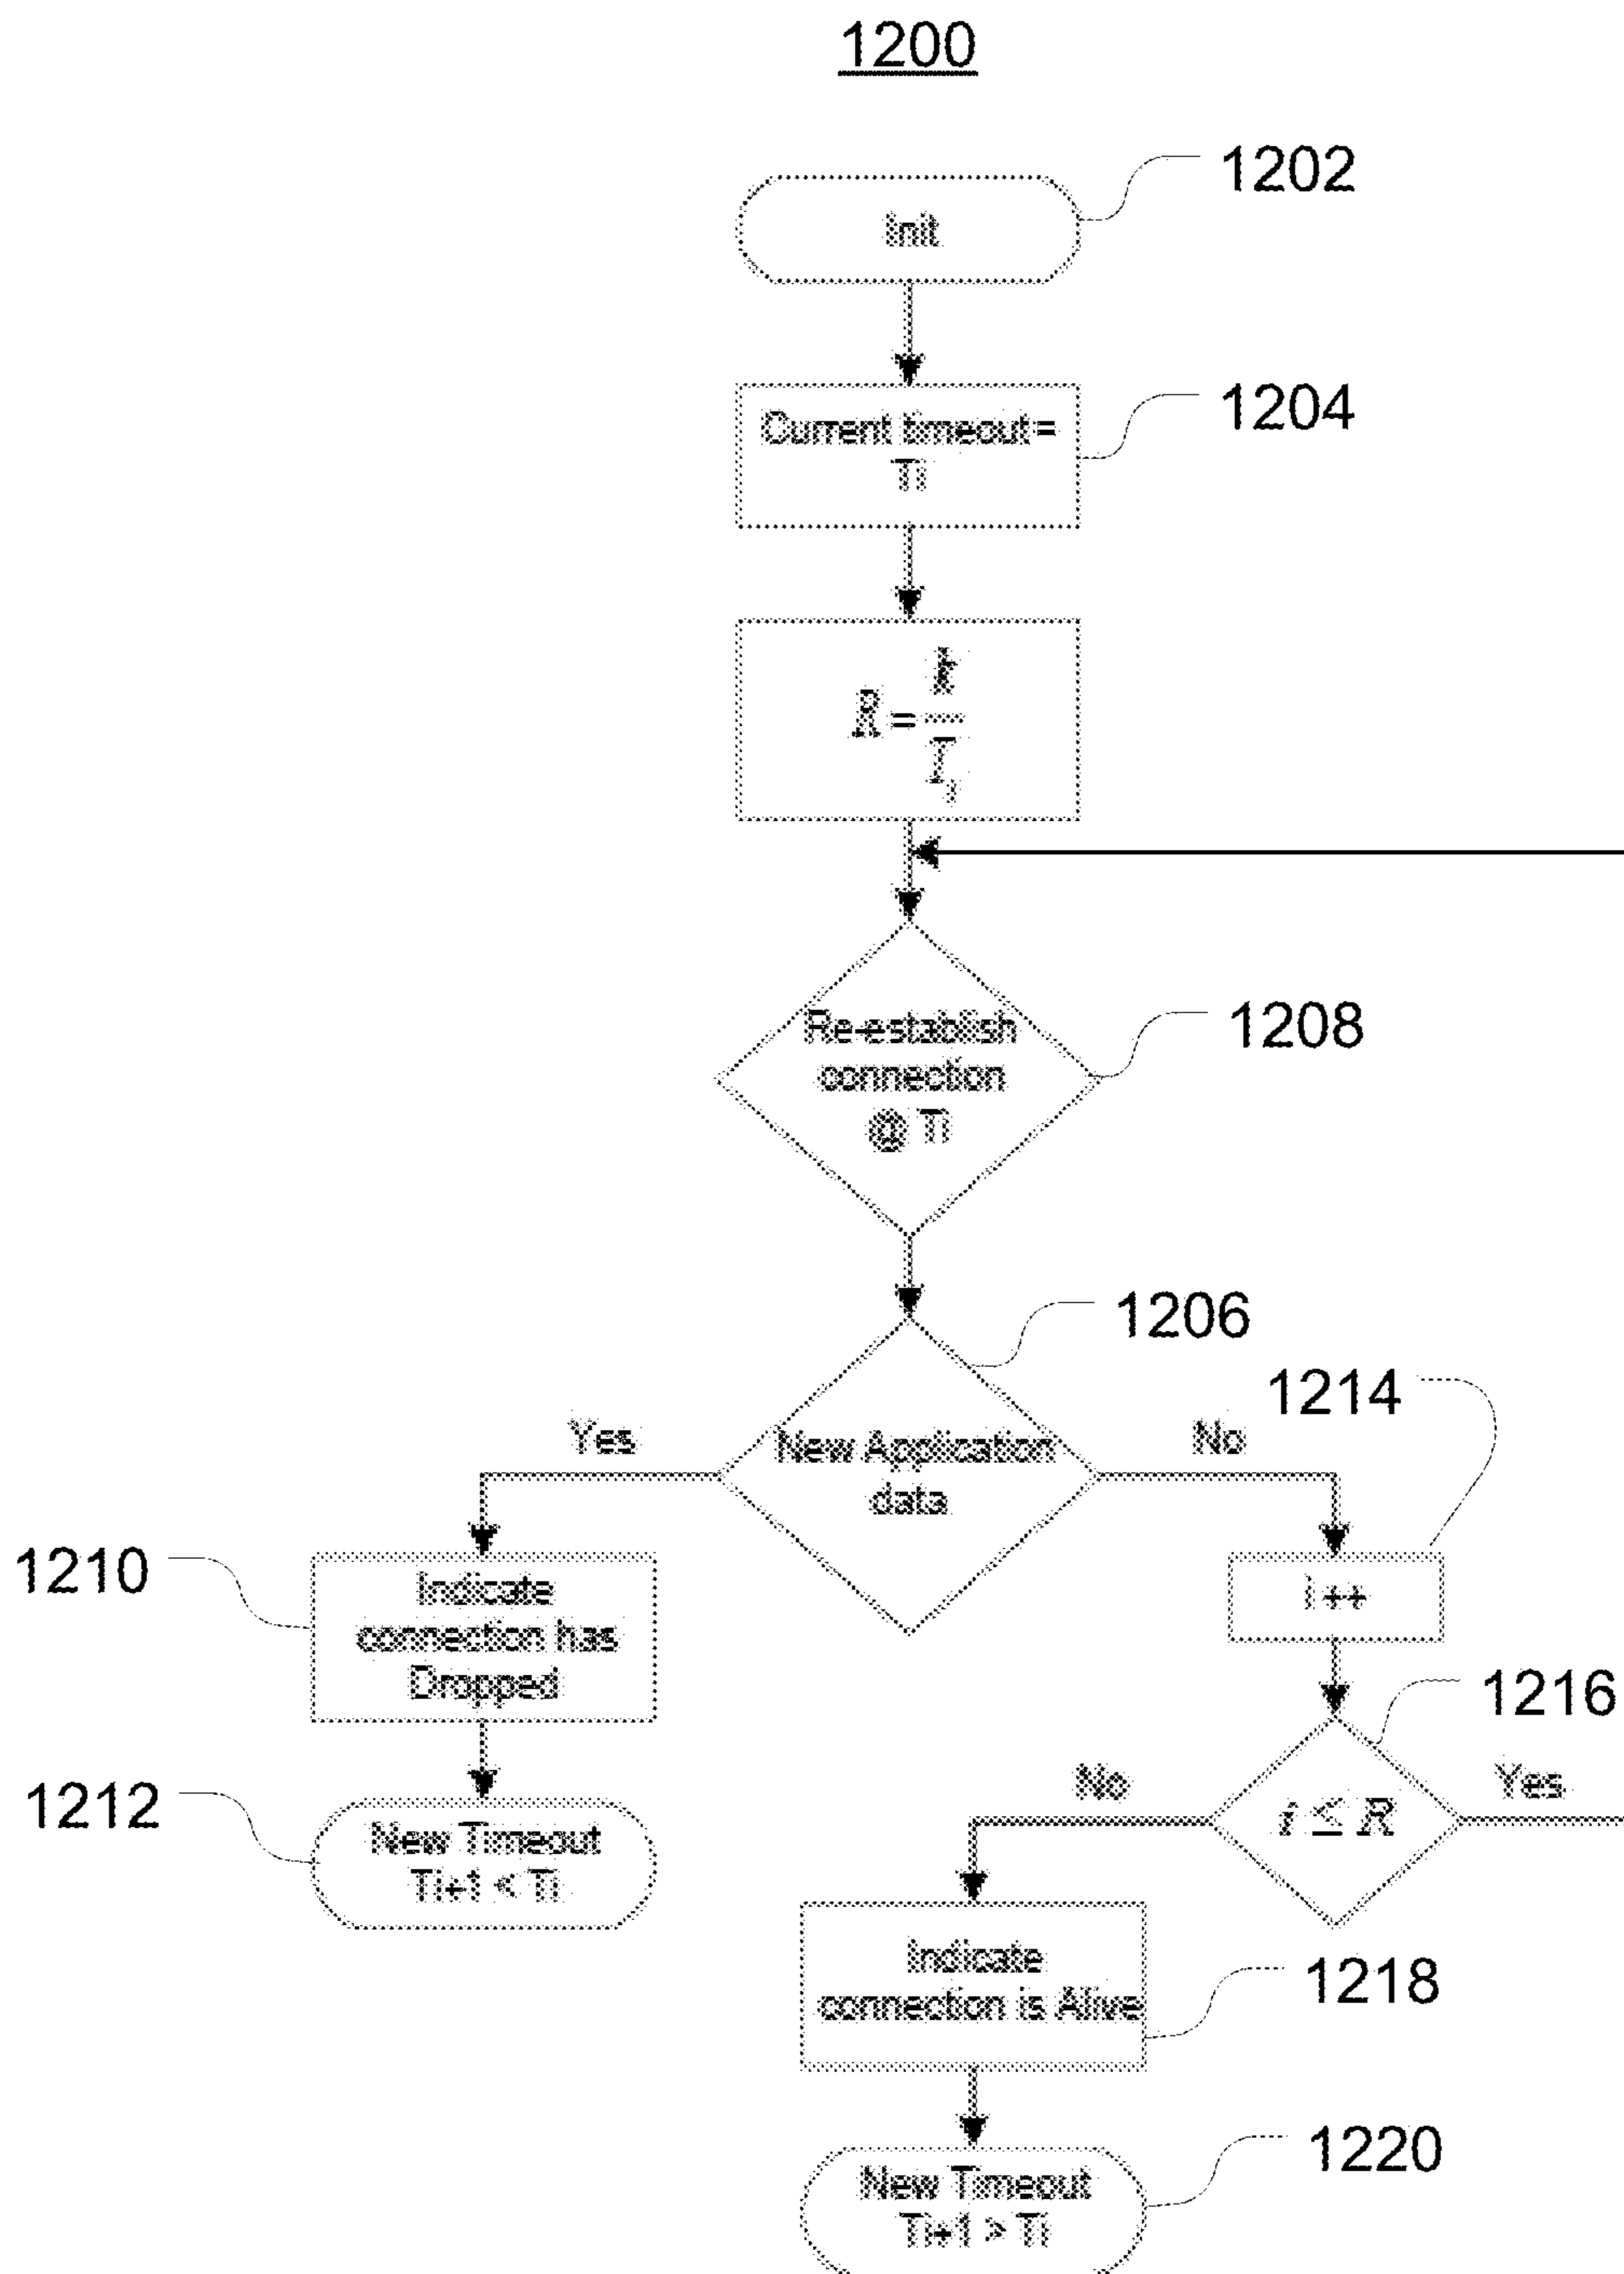 1200
1202
Init
1204
Current timeout =
Ti
R = k / T_i
1208
Re-establish
connection
@ Ti
1206
1214
Yes
New Application
data
No
1210
Indicate
connection has
Dropped
i ++
1216
1212
New Timeout
Ti+1 < Ti
No
i ≤ R
Yes
Indicate
connection is Alive
1218
1220
New Timeout
Ti+1 > Ti